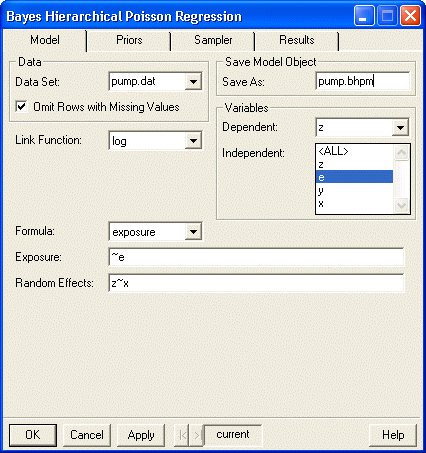 Bayes Hierarchical Poisson Regression
Model Priors Sampler Results
Data
Data Set: pump.dat
Omit Rows with Missing Values
Link Function: log
Save Model Object
Save As: pump.bhpm
Variables
Dependent: z
Independent: <ALL>
z
e
y
x
Formula: exposure
Exposure: ~e
Random Effects: z~x
OK Cancel Apply current Help